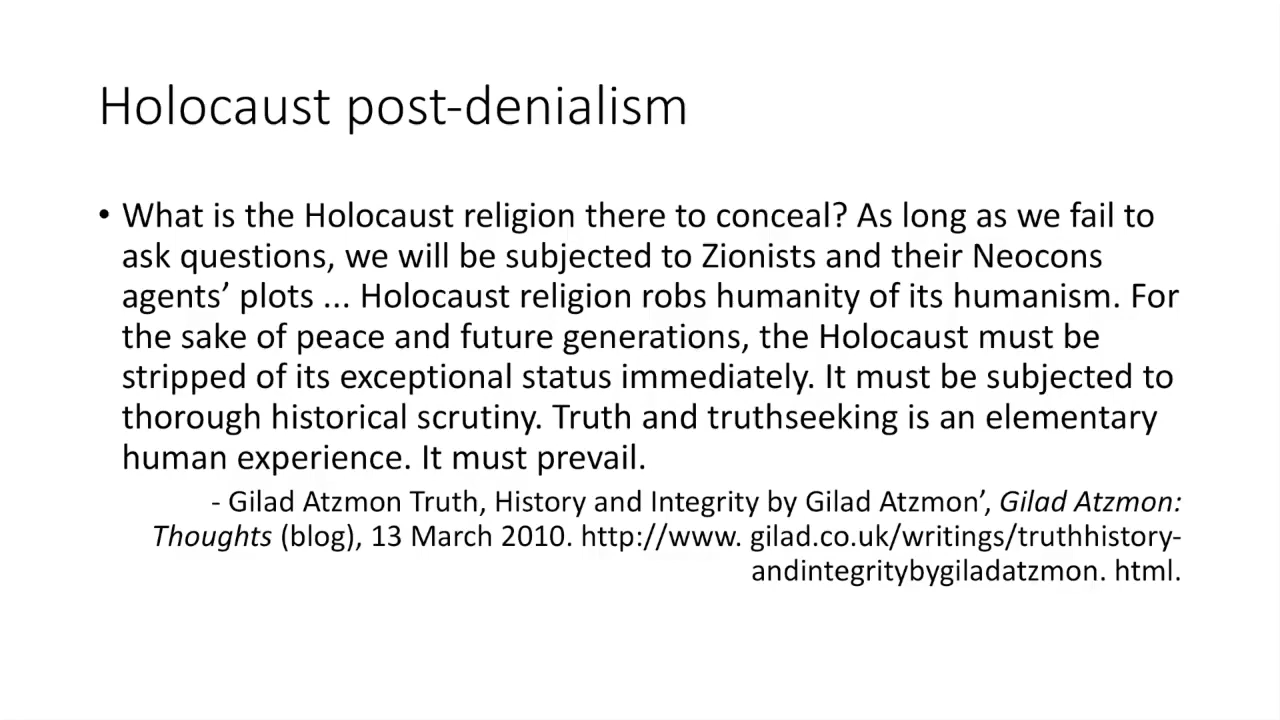 Holocaust post-denialism
• What is the Holocaust religion there to conceal? As long as we fail to
ask questions, we will be subjected to Zionists and their Neocons
agents’ plots ... Holocaust religion robs humanity of its humanism. For
the sake of peace and future generations, the Holocaust must be
stripped of its exceptional status immediately. It must be subjected to
thorough historical scrutiny. Truth and truthseeking is an elementary
human experience. It must prevail.
- Gilad Atzmon Truth, History and Integrity by Gilad Atzmon’, Gilad Atzmon:
Thoughts (blog), 13 March 2010. http://www. gilad.co.uk/writings/truthhistory-
andintegritybygiladatzmon. html.